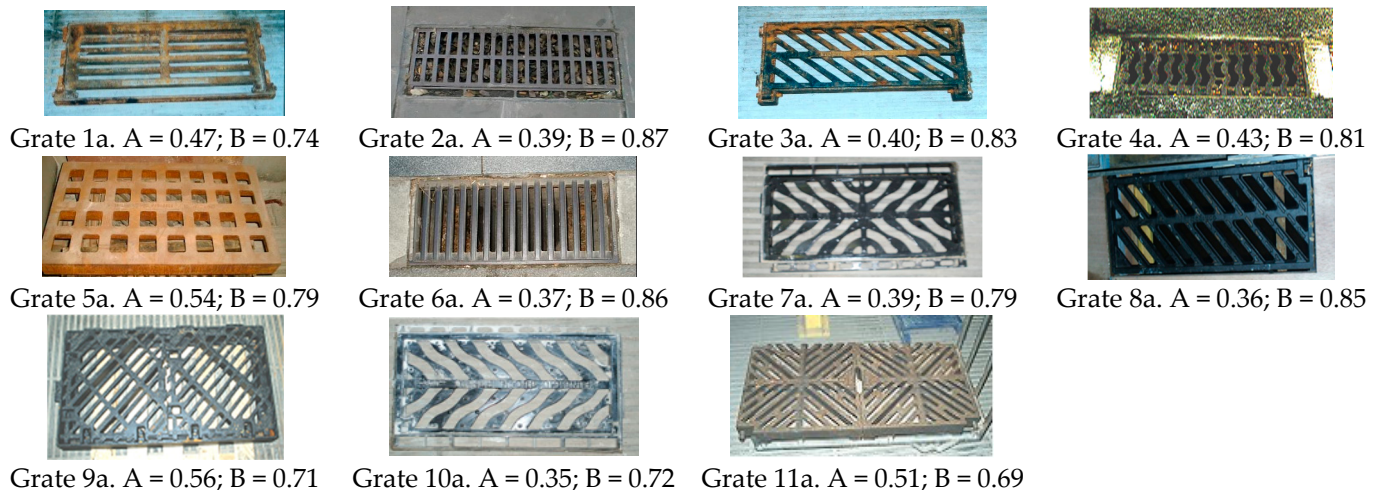 Grate 1a. A = 0.47; B = 0.74
Grate 2a. A = 0.39; B = 0.87
Grate 3a. A = 0.40; B = 0.83
Grate 4a. A = 0.43; B = 0.81
Grate 5a. A = 0.54; B = 0.79
Grate 6a. A = 0.37; B = 0.86
Grate 7a. A = 0.39; B = 0.79
Grate 8a. A = 0.36; B = 0.85
Grate 9a. A = 0.56; B = 0.71
Grate 10a. A = 0.35; B = 0.72
Grate 11a. A = 0.51; B = 0.69